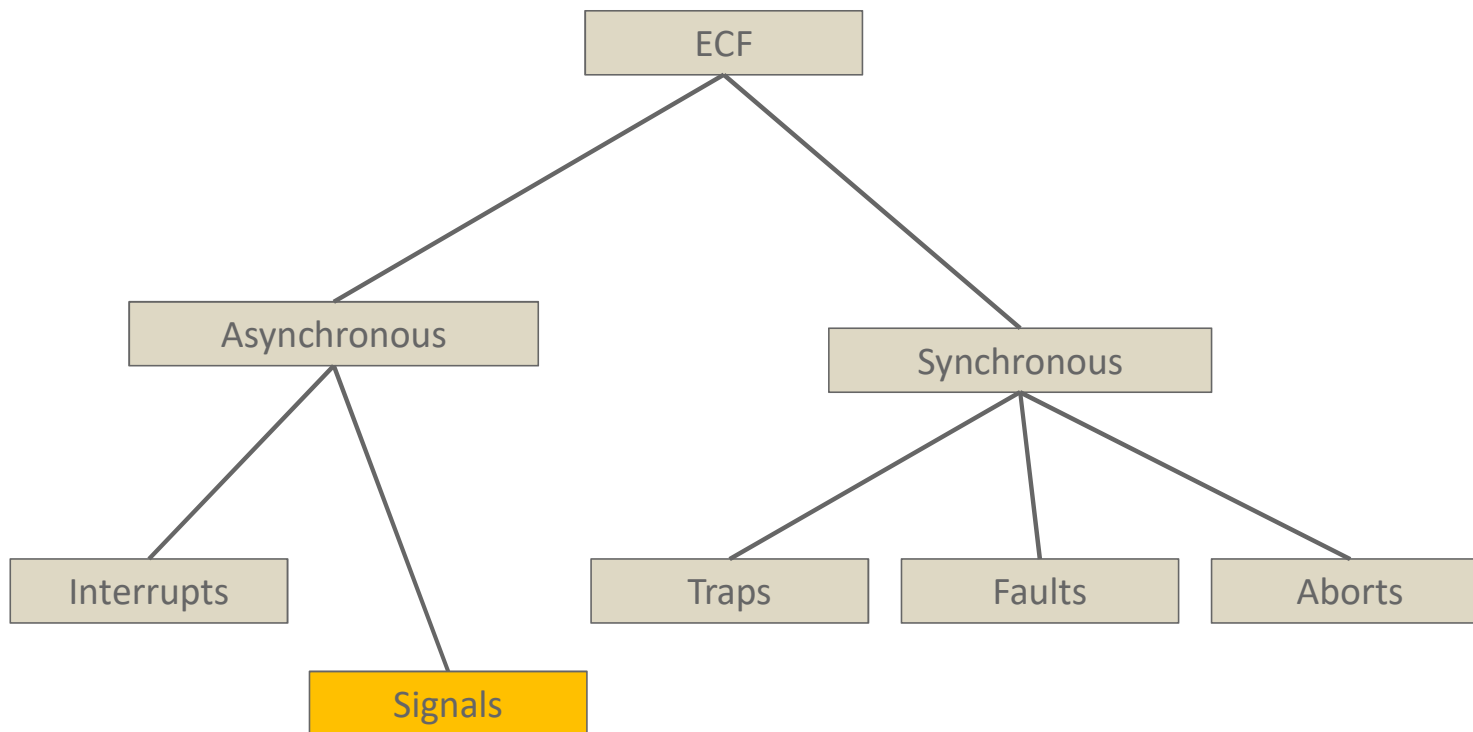 ECF
Asynchronous
Synchronous
Interrupts
Traps
Faults
Aborts
Signals